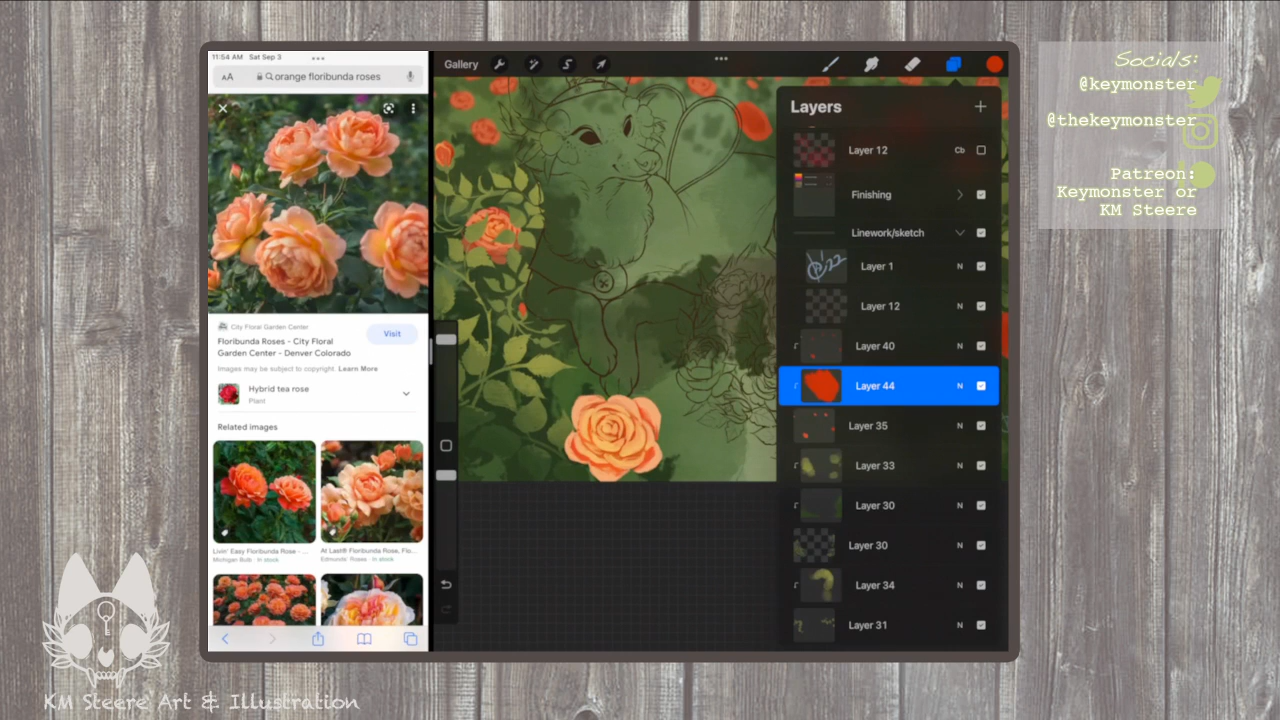 11:54 AM Sat Sep 3
AA orange floribunda roses
City Floral Garden Center
Visit
Floribunda Roses - City Floral
Garden Center - Denver Colorado
Images may be subject to copyright. Learn More
Hybrid tea rose
Plant
Related images
Livin' Easy Floribunda Rose - ...
Michigan Bulb · In stock
At Last® Floribunda Rose, Flo...
Edmunds' Roses · In stock
Gallery
Layers
Layer 12 Cb
Finishing
Linework/sketch
Layer 1 N
Layer 12 N
Layer 40 N
Layer 44 N
Layer 35 N
Layer 33 N
Layer 30 N
Layer 30 N
Layer 34 N
Layer 31 N
Socials:
@keymonster
@thekeymonster
Patreon:
Keymonster or
KM Steere
KM Steere Art & Illustration